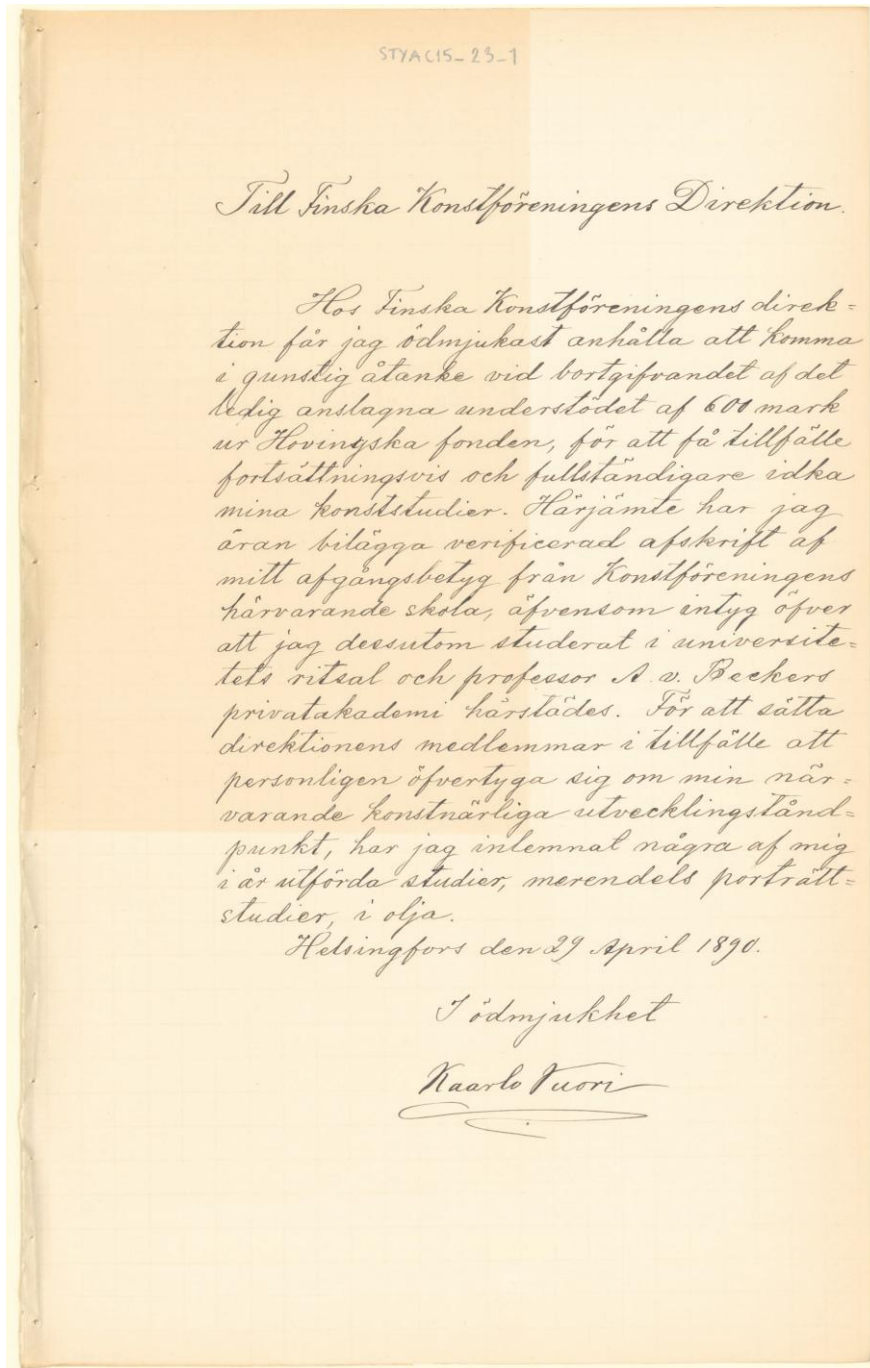 STYA C15-23-1
Till Finska Konstföreningens Direktion.
Hos Finska Konstföreningens direk=
tion får jag ödmjukast anhålla att komma
i gunstig åtanke vid bortgifvandet af det
ledig anslagna understödet af 600 mark
ur Hovingska fonden, för att få tillfälle
fortsättningsvis och fullständigare idka
mina konststudier. Härjämte har jag
äran bilägga verificerad afskrift af
mitt afgångsbetyg från Konstföreningens
härvarande skola, äfvensom intyg öfver
att jag dessutom studerat i universite=
tets ritsal och professor A. v. Beckers
privatakademi härstädes. För att sätta
direktionens medlemmar i tillfälle att
personligen öfvertyga sig om min när=
varande konstnärliga utvecklingstånd=
punkt, har jag inlemnat några af mig
i år utförda studier, merendels porträtt=
studier, i olja.
Helsingfors den 29 April 1890.
I ödmjukhet
Kaarlo Vuori